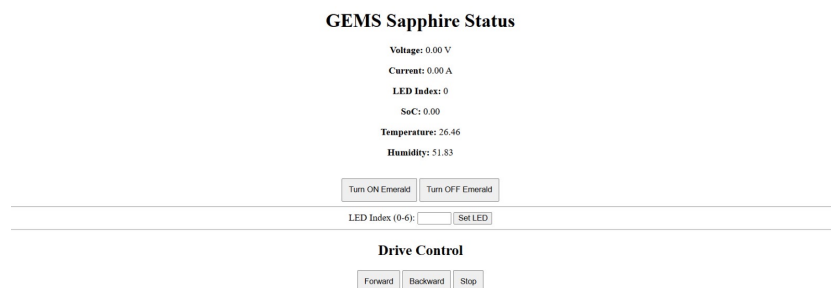 GEMS Sapphire Status
Voltage: 0.00 V
Current: 0.00 A
LED Index: 0
SoC: 0.00
Temperature: 26.46
Humidity: 51.83
Turn ON Emerald Turn OFF Emerald
LED Index (0-6): Set LED
Drive Control
Forward Backward Stop